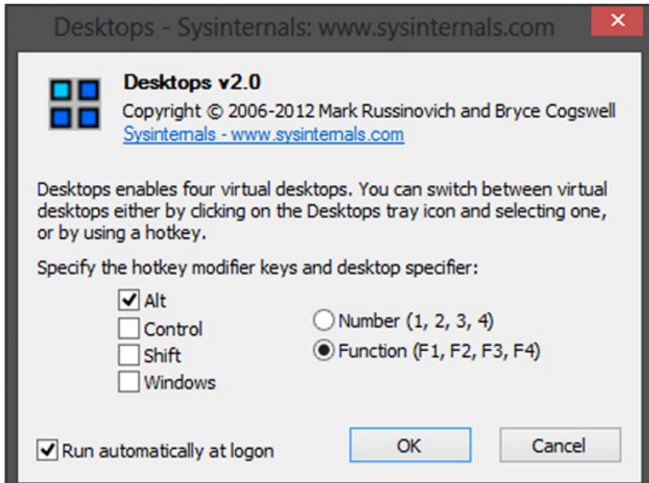 Desktops - Sysinternals: www.sysinternals.com
Desktops v2.0
Copyright © 2006-2012 Mark Russinovich and Bryce Cogswell
Sysinternals - www.sysinternals.com
Desktops enables four virtual desktops. You can switch between virtual
desktops either by clicking on the Desktops tray icon and selecting one,
or by using a hotkey.
Specify the hotkey modifier keys and desktop specifier:
Alt
Control
Shift
Windows
Number (1, 2, 3, 4)
Function (F1, F2, F3, F4)
Run automatically at logon
OK
Cancel